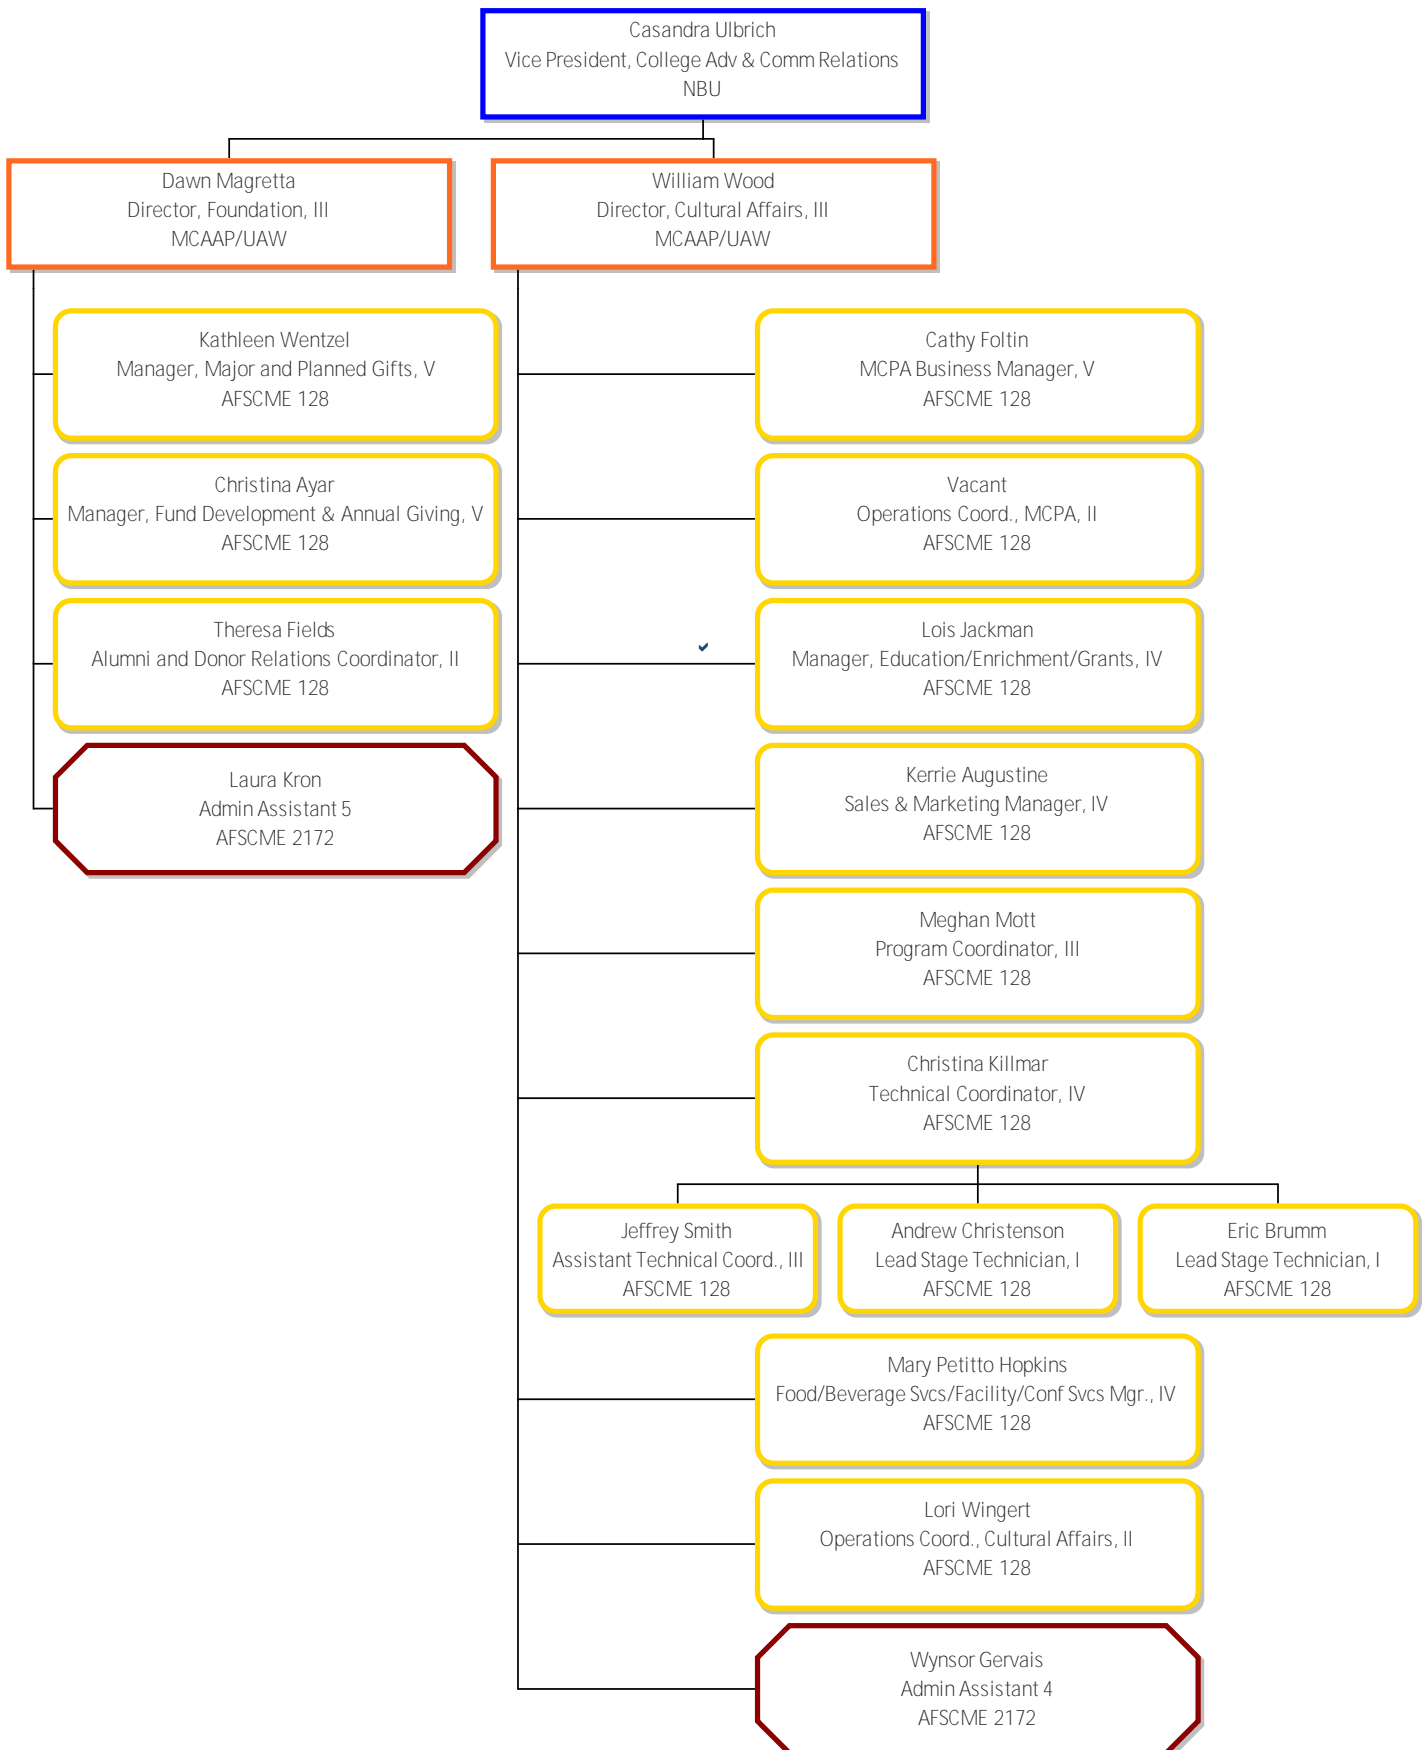 Casandra Ulbrich
Vice President, College Adv & Comm Relations
NBU
Dawn Magretta
Director, Foundation, III
MCAAP/UAW
William Wood
Director, Cultural Affairs, III
MCAAP/UAW
Kathleen Wentzel
Manager, Major and Planned Gifts, V
AFSCME 128
Christina Ayar
Manager, Fund Development & Annual Giving, V
AFSCME 128
Theresa Fields
Alumni and Donor Relations Coordinator, II
AFSCME 128
Laura Kron
Admin Assistant 5
AFSCME 2172
Cathy Foltin
MCPA Business Manager, V
AFSCME 128
Vacant
Operations Coord., MCPA, II
AFSCME 128
Lois Jackman
Manager, Education/Enrichment/Grants, IV
AFSCME 128
Kerrie Augustine
Sales & Marketing Manager, IV
AFSCME 128
Meghan Mott
Program Coordinator, III
AFSCME 128
Christina Killmar
Technical Coordinator, IV
AFSCME 128
Jeffrey Smith
Assistant Technical Coord., III
AFSCME 128
Andrew Christenson
Lead Stage Technician, I
AFSCME 128
Eric Brumm
Lead Stage Technician, I
AFSCME 128
Mary Petitto Hopkins
Food/Beverage Svcs/Facility/Conf Svcs Mgr., IV
AFSCME 128
Lori Wingert
Operations Coord., Cultural Affairs, II
AFSCME 128
Wynsor Gervais
Admin Assistant 4
AFSCME 2172